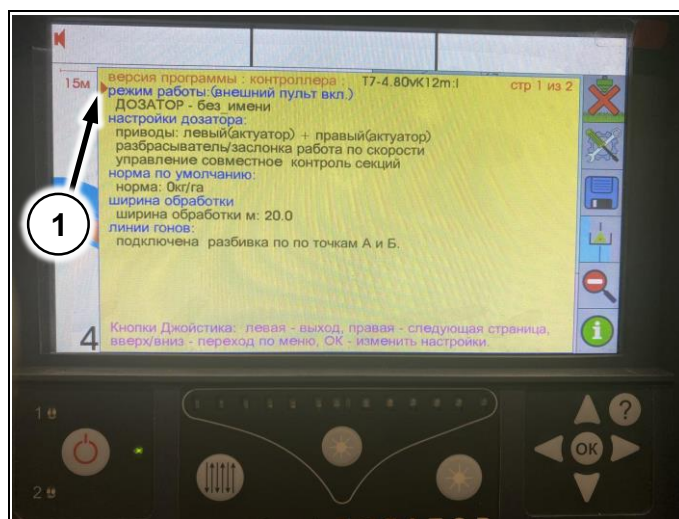 15м
версия программы : контроллера : T7-4.80vK12m:l стр 1 из 2
режим работы:(внешний пульт вкл.)
ДОЗАТОР - без_имени
настройки дозатора:
приводы: левый(актуатор) + правый(актуатор)
разбрасыватель/заслонка работа по скорости
управление совместное контроль секций
норма по умолчанию:
норма: 0кг/га
ширина обработки
ширина обработки м: 20.0
линии гонов:
подключена разбивка по по точкам А и Б.
1
Кнопки Джойстика: левая - выход, правая - следующая страница,
вверх/вниз - переход по меню, ОК - изменить настройки.
4
i
1
?
ОК
2